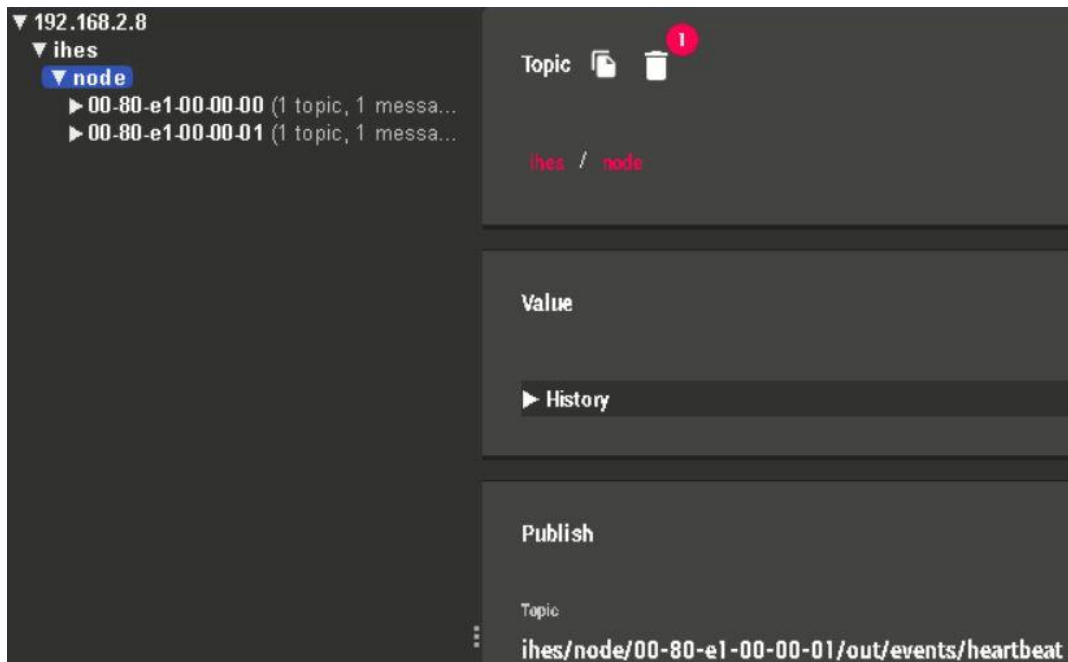 ▼ 192.168.2.8
▼ ihes
▼ node
▶ 00-80-e1-00-00-00 (1 topic, 1 messa...
▶ 00-80-e1-00-00-01 (1 topic, 1 messa...
Topic 1
ihes / node
Value
▶ History
Publish
Topic
ihes/node/00-80-e1-00-00-01/out/events/heartbeat